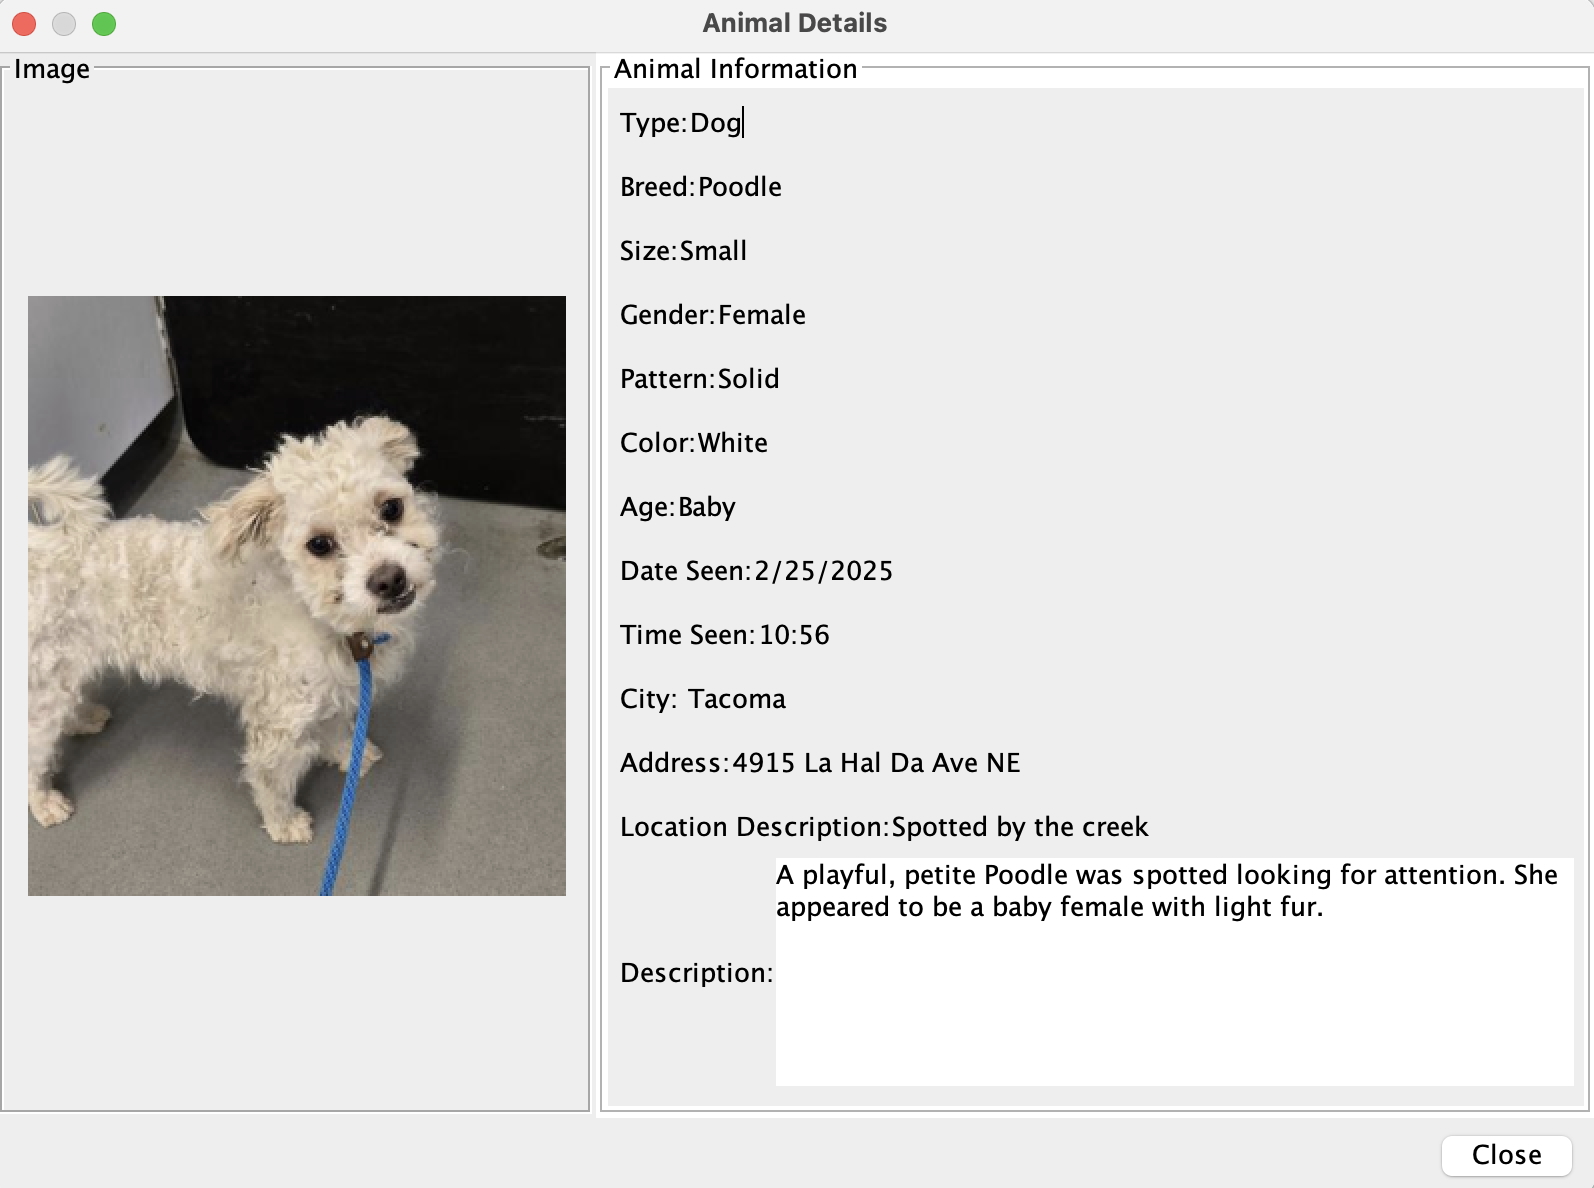 Animal Details
Image
Animal Information
Type:Dog
Breed:Poodle
Size:Small
Gender:Female
Pattern:Solid
Color:White
Age:Baby
Date Seen:2/25/2025
Time Seen:10:56
City: Tacoma
Address:4915 La Hal Da Ave NE
Location Description:Spotted by the creek
Description:
A playful, petite Poodle was spotted looking for attention. She
appeared to be a baby female with light fur.
Close